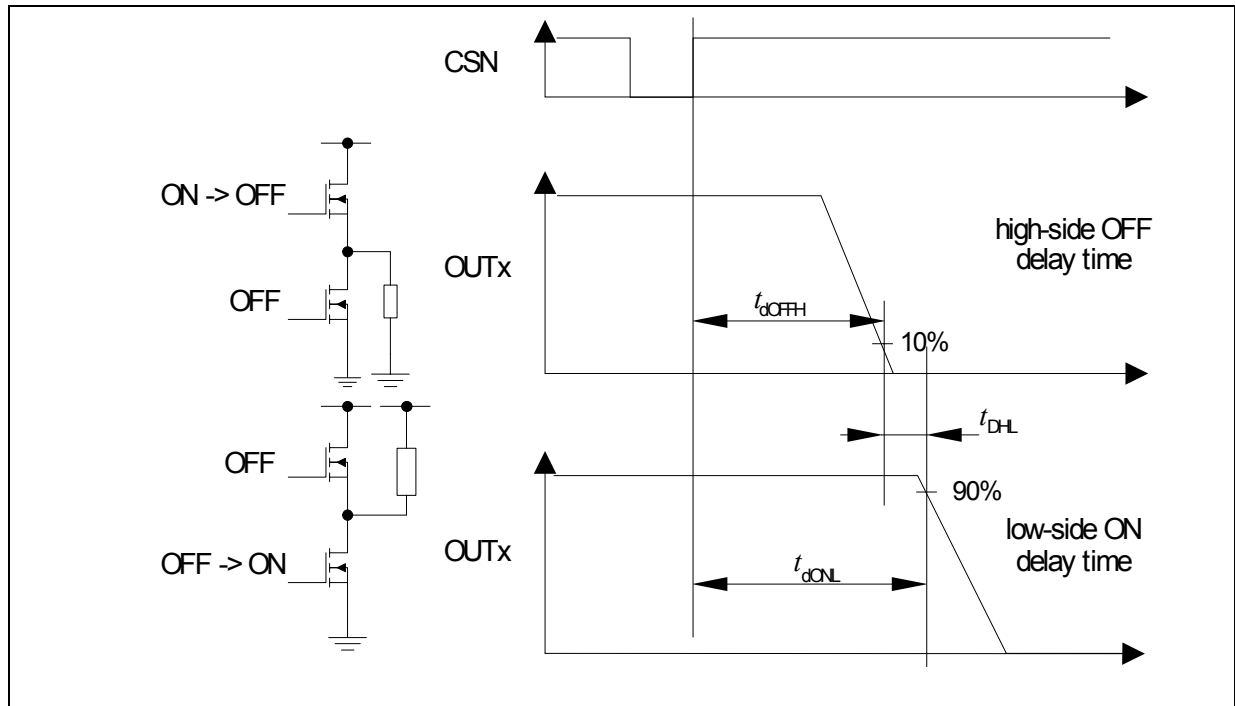 CSN
ON -> OFF
OFF
OUTx
high-side OFF
delay time
tdOFFH
10%
tDHL
OFF
OFF -> ON
OUTx
90%
low-side ON
delay time
tdONL